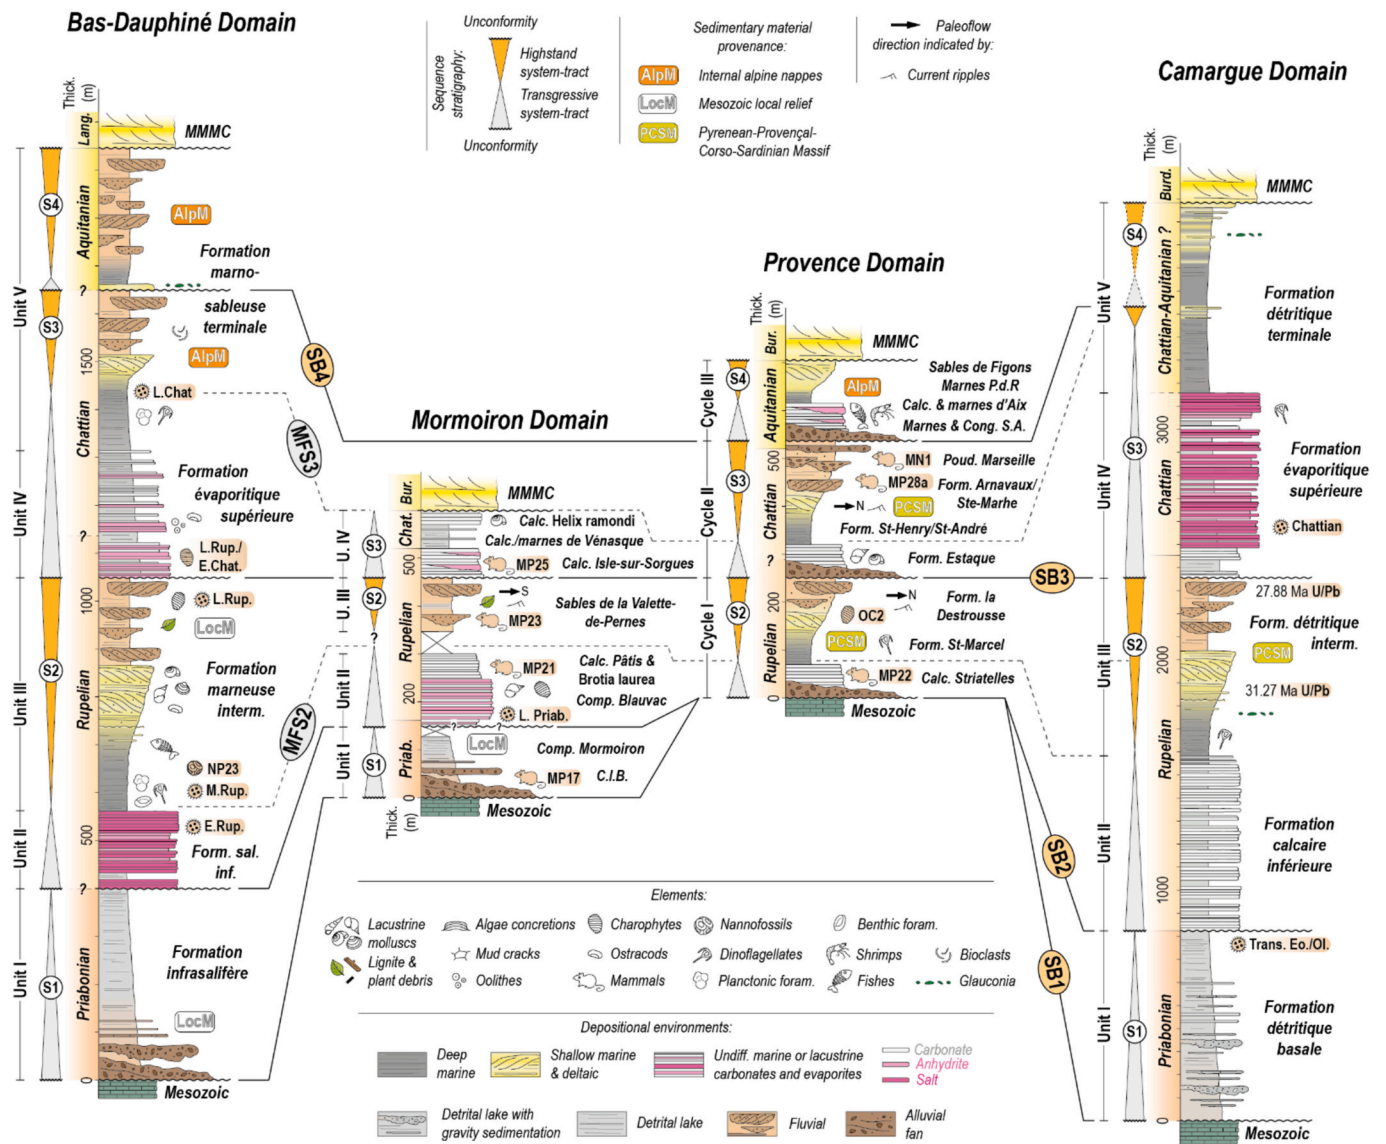 Bas-Dauphiné Domain
Thick.
(m)
Lang.
MMMC
Aquitanian
S4
AlpM
Formation
marno-
sableuse
terminale
?
Unit V
S3
AlpM
1500
L.Chat
Chattian
Formation
évaporitique
supérieure
Unit IV
?
L.Rup./
E.Chat.
1000
L.Rup.
LocM
S2
Formation
marneuse
interm.
Unit III
Rupelian
NP23
M.Rup.
E.Rup.
500
Unit II
Form. sal.
inf.
?
Formation
infrasalifère
Unit I
S1
Priabonian
LocM
0
Mesozoic
Sequence
stratigraphy:
Unconformity
Highstand
system-tract
Transgressive
system-tract
Unconformity
Sedimentary material
provenance:
AlpM
Internal alpine nappes
LocM
Mesozoic local relief
PCSM
Pyrenean-Provençal-
Corso-Sardinian Massif
Paleoflow
direction indicated by:
Current ripples
SB4
MFS3
MFS2
SB3
SB2
SB1
Mormoiron Domain
Thick.
(m)
Bur.
MMMC
Chat.
Calc. Helix ramondi
Calc./marnes de Vénasque
U. IV
S3
500
MP25
Calc. Isle-sur-Sorgues
U. III
S2
S
Sables de la Valette-
de-Pernes
MP23
?
Rupelian
MP21
Calc. Pâtis &
Brotia laurea
Unit II
200
Comp. Blauvac
L. Priab.
?
?
LocM
Comp. Mormoiron
Unit I
S1
Priab.
MP17
C.I.B.
0
Mesozoic
Thick.
(m)
Provence Domain
Thick.
(m)
Bur.
MMMC
Cycle III
S4
Aquitanian
AlpM
Sables de Figons
Marnes P.d.R
Calc. & marnes d'Aix
Marnes & Cong. S.A.
500
MN1
Poud. Marseille
Cycle II
S3
Chattian
MP28a
Form. Arnavaux/
Ste-Marhe
N
PCSM
Form. St-Henry/St-André
?
Form. Estaque
Cycle I
S2
200
N
Form. la
Destrousse
OC2
Rupelian
PCSM
Form. St-Marcel
MP22
Calc. Striatelles
0
Mesozoic
Camargue Domain
Thick.
(m)
Burd.
MMMC
S4
Chattian-Aquitanian ?
Unit V
Formation
détritique
terminale
S3
3000
Unit IV
Chattian
Formation
évaporitique
supérieure
Chattian
27.88 Ma U/Pb
Form. détritique
interm.
S2
Unit III
2000
PCSM
31.27 Ma U/Pb
Rupelian
Unit II
Formation
calcaire
inférieure
1000
Trans. Eo./Ol.
Unit I
S1
Priabonian
Formation
détritique
basale
0
Mesozoic
Elements:
Lacustrine
molluscs
Algae concretions
Charophytes
Nannofossils
Benthic foram.
Lignite &
plant debris
Mud cracks
Ostracods
Dinoflagellates
Shrimps
Bioclasts
Oolithes
Mammals
Planctonic foram.
Fishes
Glauconia
Depositional environments:
Deep
marine
Shallow marine
& deltaic
Undiff. marine or lacustrine
carbonates and evaporites
Carbonate
Anhydrite
Salt
Detrital lake with
gravity sedimentation
Detrital lake
Fluvial
Alluvial
fan